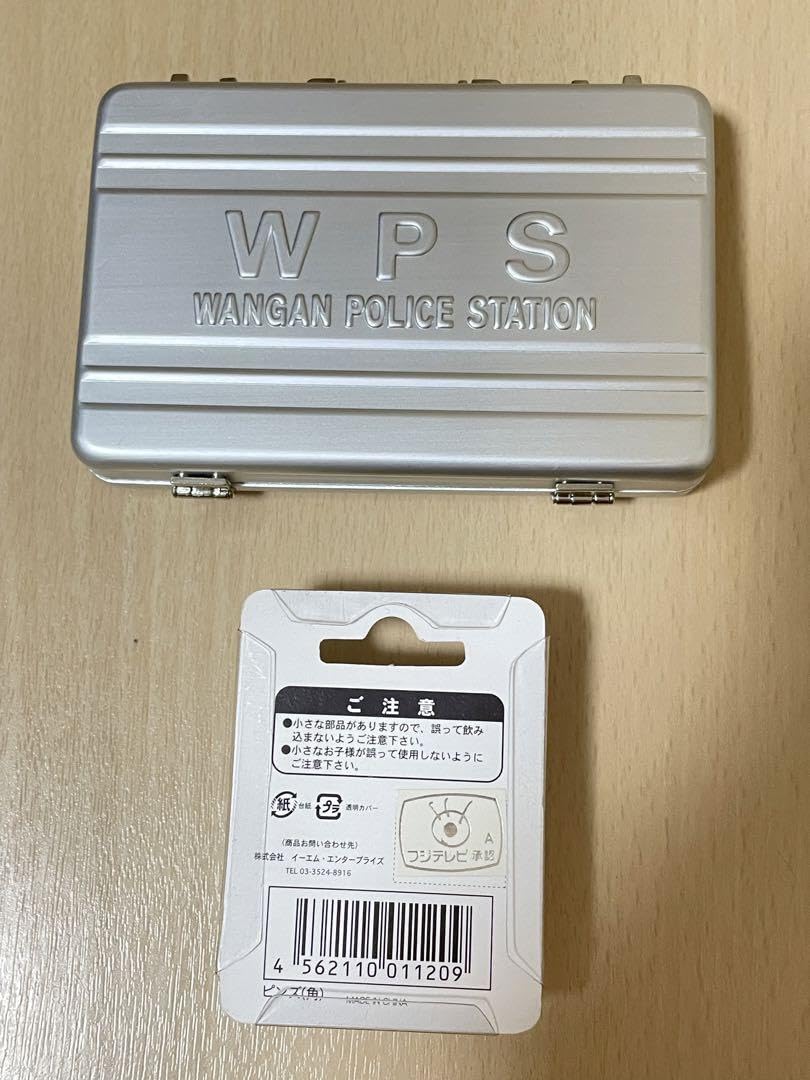 W P S
WANGAN POLICE STATION
ご注意
●小さな部品がありますので、誤って飲み
込まないようご注意下さい。
●小さなお子様が誤って使用しないように
ご注意下さい。
紙 台紙 プラ 透明カバー
(商品お問い合わせ先)
株式会社 イーエム・エンタープライズ
TEL 03-3524-8916
A
フジテレビ 承認
4 562110 011209
ピンズ(角) MADE IN CHINA